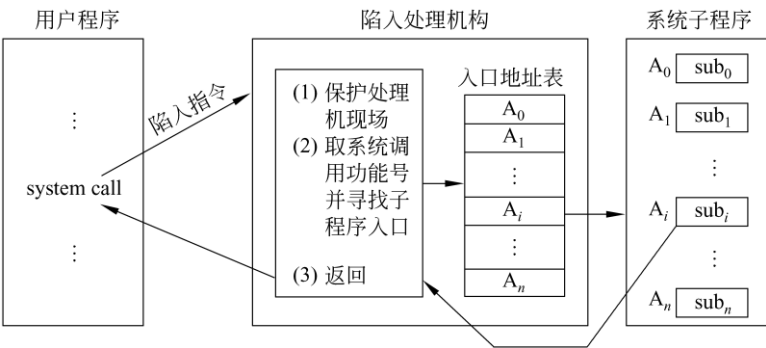 用户程序
陷入处理机构
系统子程序
⋮
system call
⋮
陷入指令
(1) 保护处理
机现场
(2) 取系统调
用功能号
并寻找子
程序入口
(3) 返回
入口地址表
A₀
A₁
⋮
Aᵢ
⋮
Aₙ
A₀ sub₀
A₁ sub₁
⋮
Aᵢ subᵢ
⋮
Aₙ subₙ